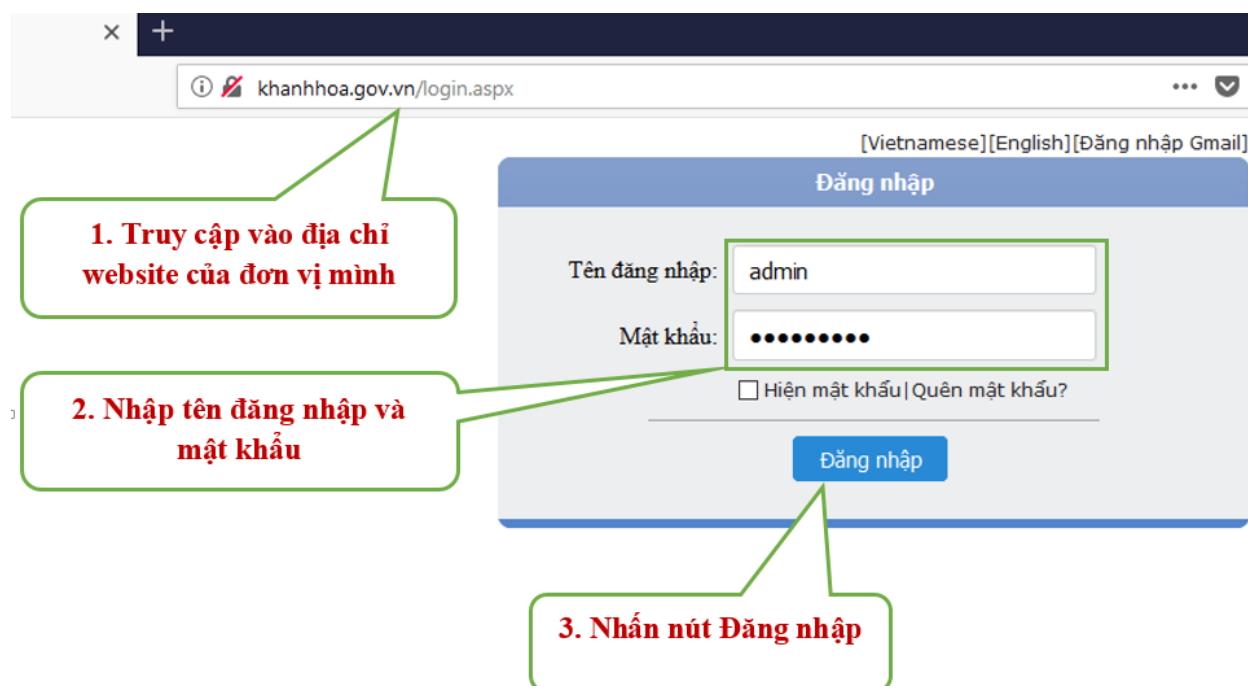 khanhhoa.gov.vn/login.aspx
[Vietnamese][English][Đăng nhập Gmail]
Đăng nhập
1. Truy cập vào địa chỉ
website của đơn vị mình
Tên đăng nhập: admin
Mật khẩu: ●●●●●●●●●
Hiện mật khẩu|Quên mật khẩu?
2. Nhập tên đăng nhập và
mật khẩu
Đăng nhập
3. Nhấn nút Đăng nhập